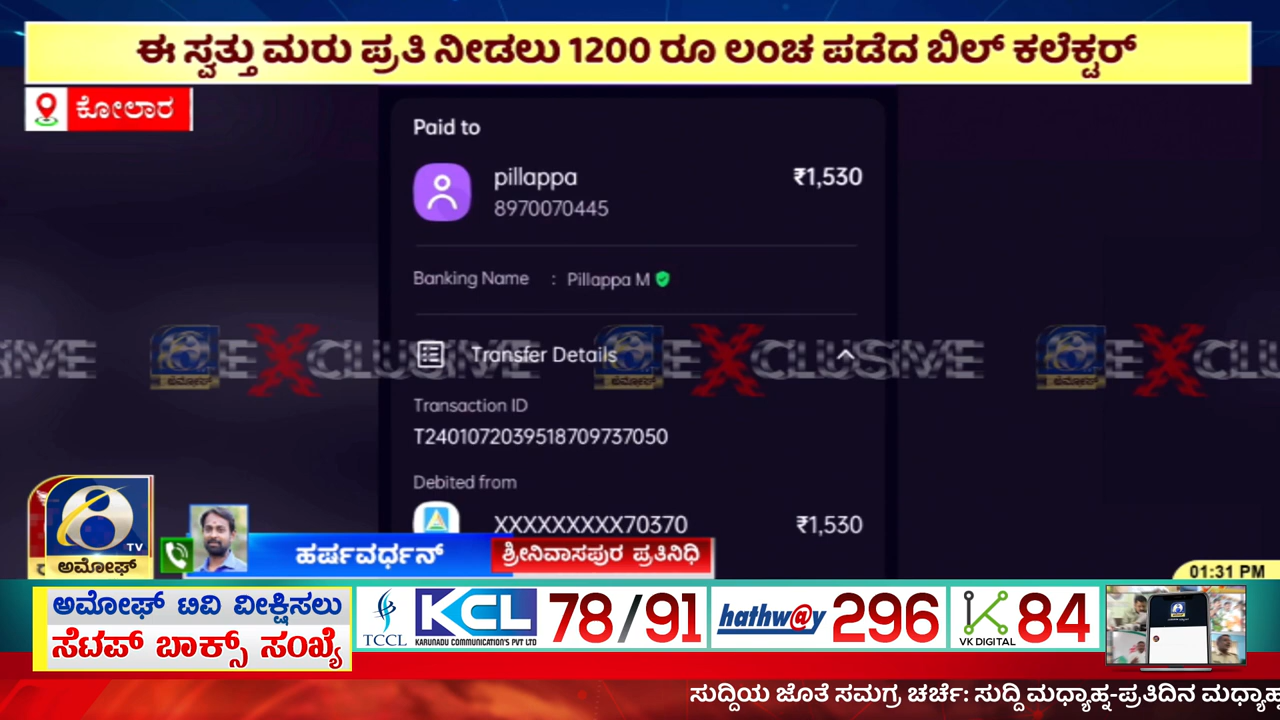 ಈ ಸ್ವತ್ತು ಮರು ಪ್ರತಿ ನೀಡಲು 1200 ರೂ ಲಂಚ ಪಡೆದ ಬಿಲ್ ಕಲೆಕ್ಟರ್
ಕೋಲಾರ
Paid to
pillappa ₹1,530
8970070445
Banking Name : Pillappa M
EXCLUSIVE EXCLUSIVE
Transfer Details
Transaction ID
T2401072039518709737050
Debited from
XXXXXXXXX70370 ₹1,530
TV
ಅಮೋಘ್
ಹರ್ಷವರ್ಧನ್ ಶ್ರೀನಿವಾಸಪುರ ಪ್ರತಿನಿಧಿ
01:31 PM
ಅಮೋಘ್ ಟಿವಿ ವೀಕ್ಷಿಸಲು
ಸೆಟಪ್ ಬಾಕ್ಸ್ ಸಂಖ್ಯೆ
TCCL KCL 78/91 hathw@y 296 VK DIGITAL 84
KARUNADU COMMUNICATION'S PVT LTD
ಸುದ್ದಿಯ ಜೊತೆ ಸಮಗ್ರ ಚರ್ಚೆ: ಸುದ್ದಿ ಮಧ್ಯಾಹ್ನ-ಪ್ರತಿದಿನ ಮಧ್ಯಾಹ್ನ